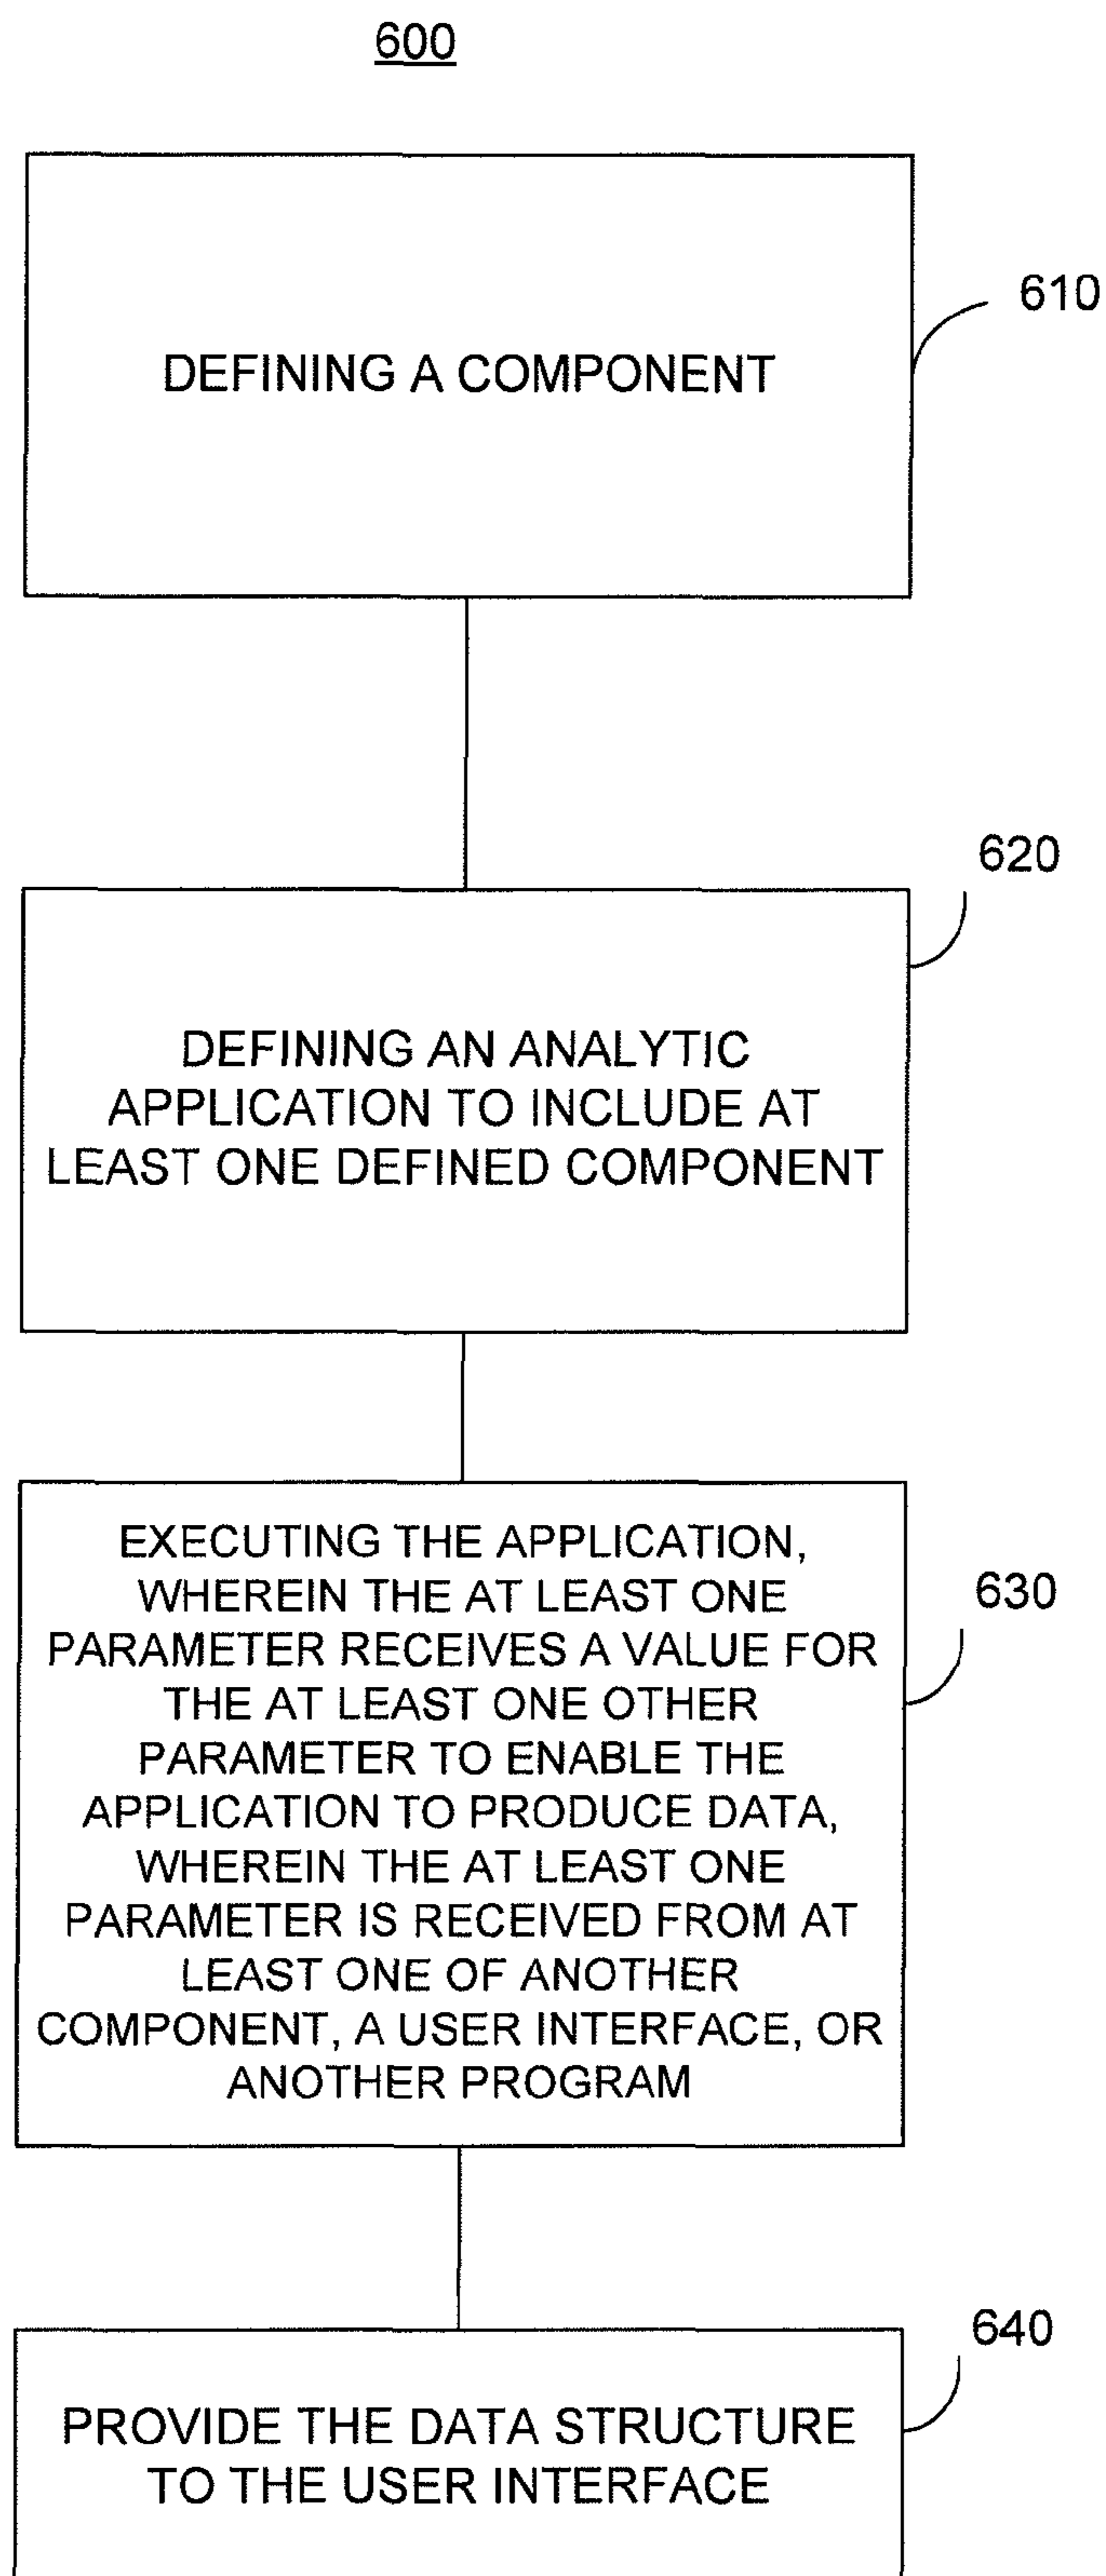 600
610
DEFINING A COMPONENT
620
DEFINING AN ANALYTIC
APPLICATION TO INCLUDE AT
LEAST ONE DEFINED COMPONENT
630
EXECUTING THE APPLICATION,
WHEREIN THE AT LEAST ONE
PARAMETER RECEIVES A VALUE FOR
THE AT LEAST ONE OTHER
PARAMETER TO ENABLE THE
APPLICATION TO PRODUCE DATA,
WHEREIN THE AT LEAST ONE
PARAMETER IS RECEIVED FROM AT
LEAST ONE OF ANOTHER
COMPONENT, A USER INTERFACE, OR
ANOTHER PROGRAM
640
PROVIDE THE DATA STRUCTURE
TO THE USER INTERFACE